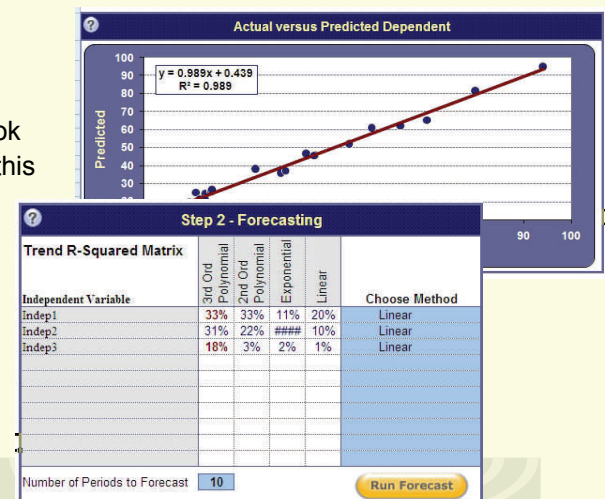 Actual versus Predicted Dependent
y = 0.989x + 0.439
R² = 0.989
Predicted
100
90
80
70
60
50
40
30
90 100
ok
this
Step 2 - Forecasting
Trend R-Squared Matrix
Independent Variable 3rd Ord Polynomial 2nd Ord Polynomial Exponential Linear Choose Method
Indep1 33% 33% 11% 20% Linear
Indep2 31% 22% #### 10% Linear
Indep3 18% 3% 2% 1% Linear
Number of Periods to Forecast 10 Run Forecast